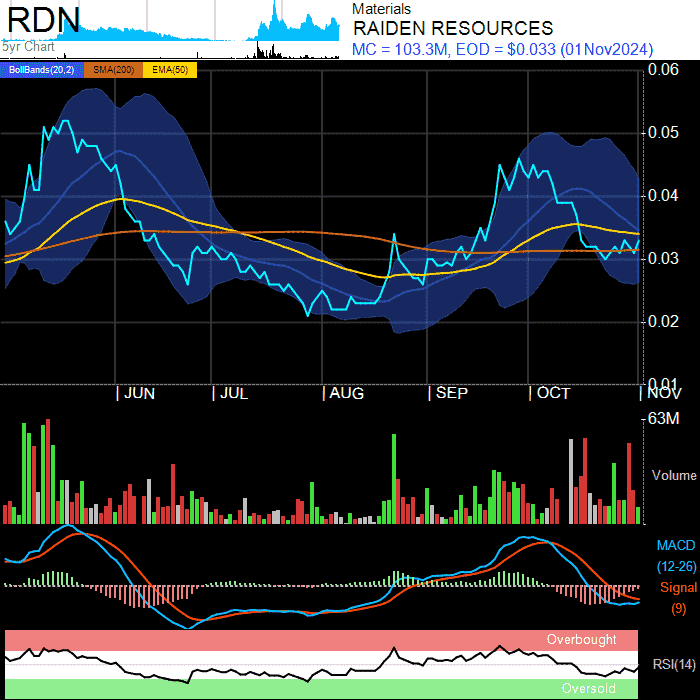 RDN
5yr Chart
Materials
RAIDEN RESOURCES
MC = 103.3M, EOD = $0.033 (01Nov2024)
BollBands(20,2) SMA(200) EMA(50)
0.06
0.05
0.04
0.03
0.02
0.01
| JUN | JUL | AUG | SEP | OCT | NOV
63M
Volume
MACD
(12-26)
Signal
(9)
Overbought
RSI(14)
Oversold